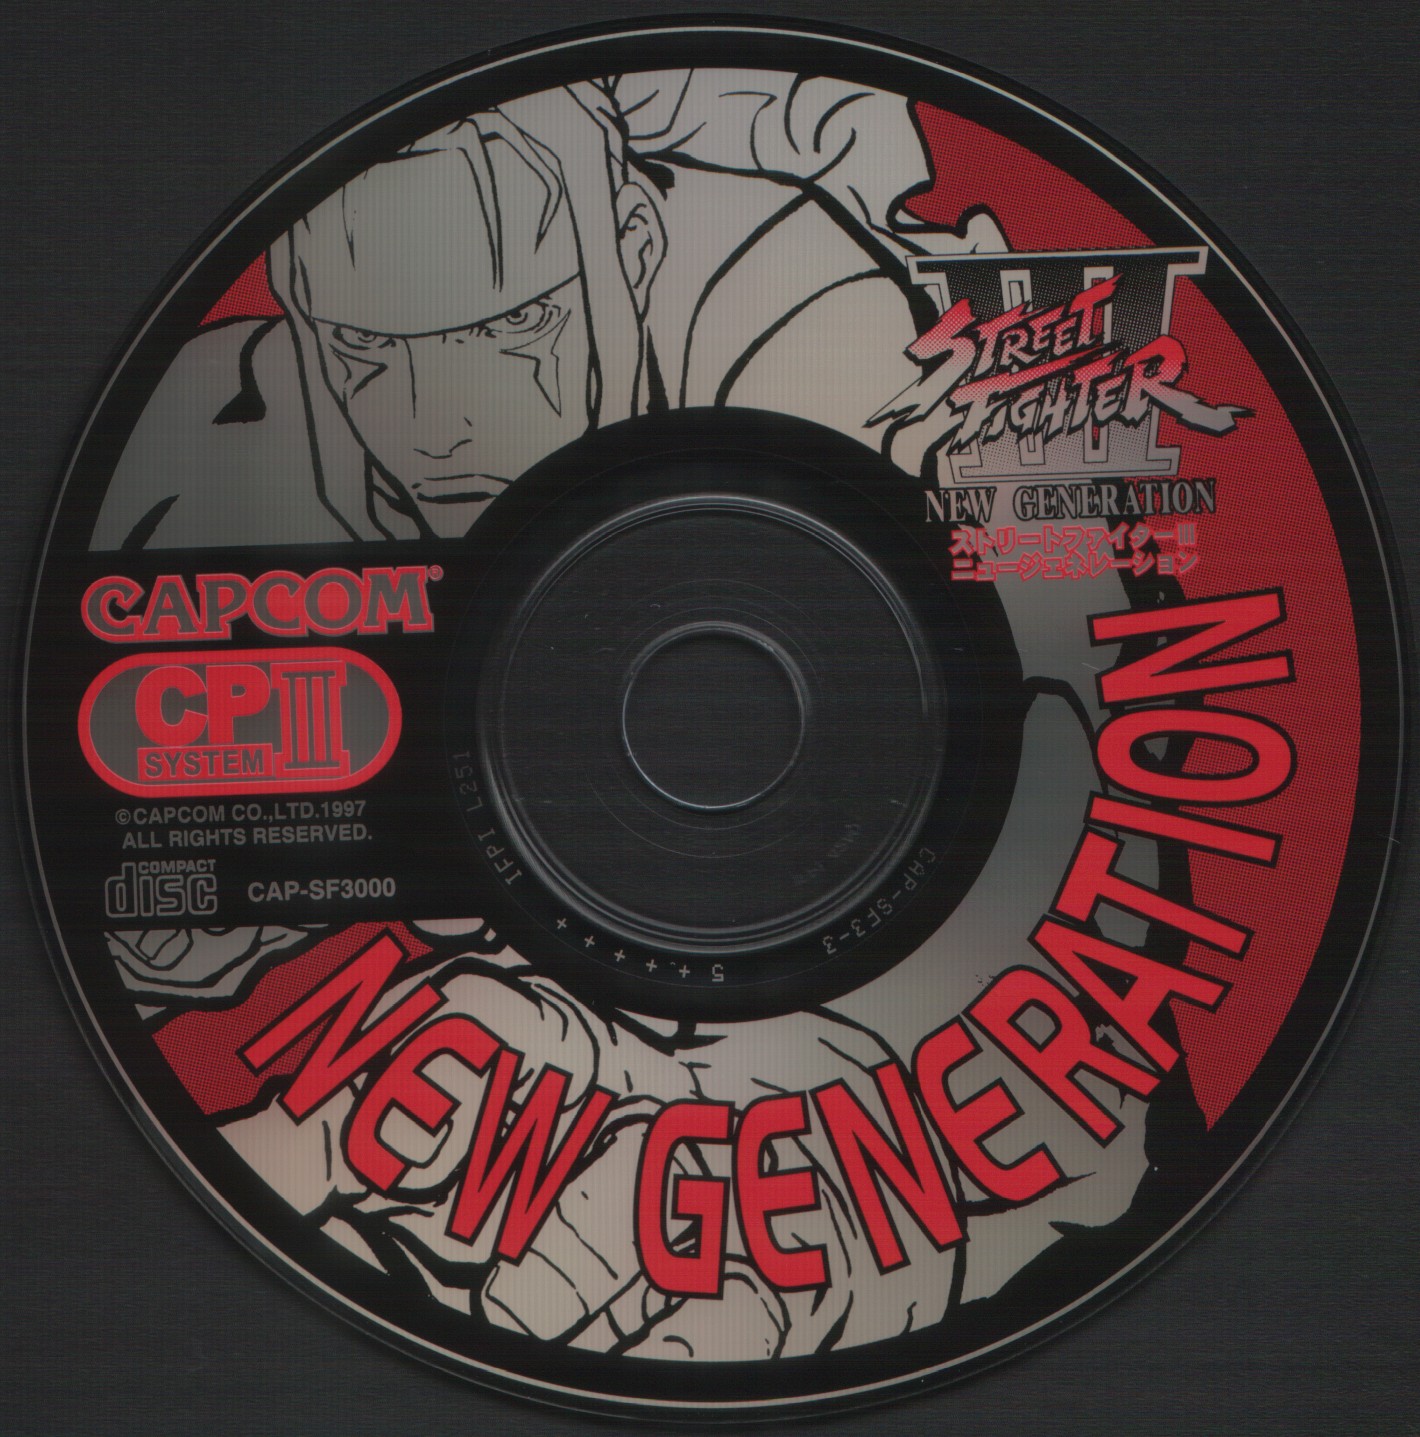 STREET
FIGHTER
III
NEW GENERATION
ストリートファイターIII
ニュージェネレーション
CAPCOM®
CP
SYSTEM III
©CAPCOM CO.,LTD.1997
ALL RIGHTS RESERVED.
COMPACT
disc
CAP-SF3000
NEW GENERATION
IFPI L251
CAP-SF3-3
5 + + + +